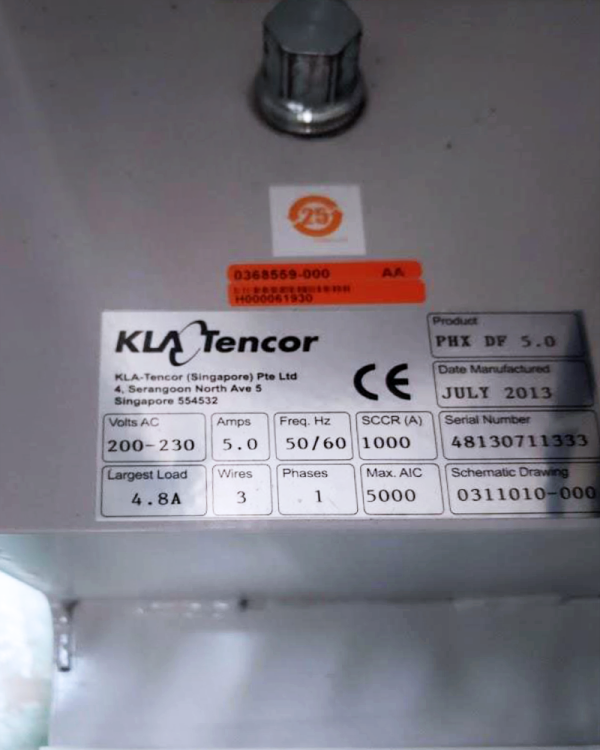 25
0368559-000 AA
H000061930
KLA Tencor
KLA-Tencor (Singapore) Pte Ltd
4, Serangoon North Ave 5
Singapore 554532
CE
Product
PHX DF 5.0
Date Manufactured
JULY 2013
Volts AC
200-230
Amps
5.0
Freq. Hz
50/60
SCCR (A)
1000
Serial Number
48130711333
Largest Load
4.8A
Wires
3
Phases
1
Max. AIC
5000
Schematic Drawing
0311010-000